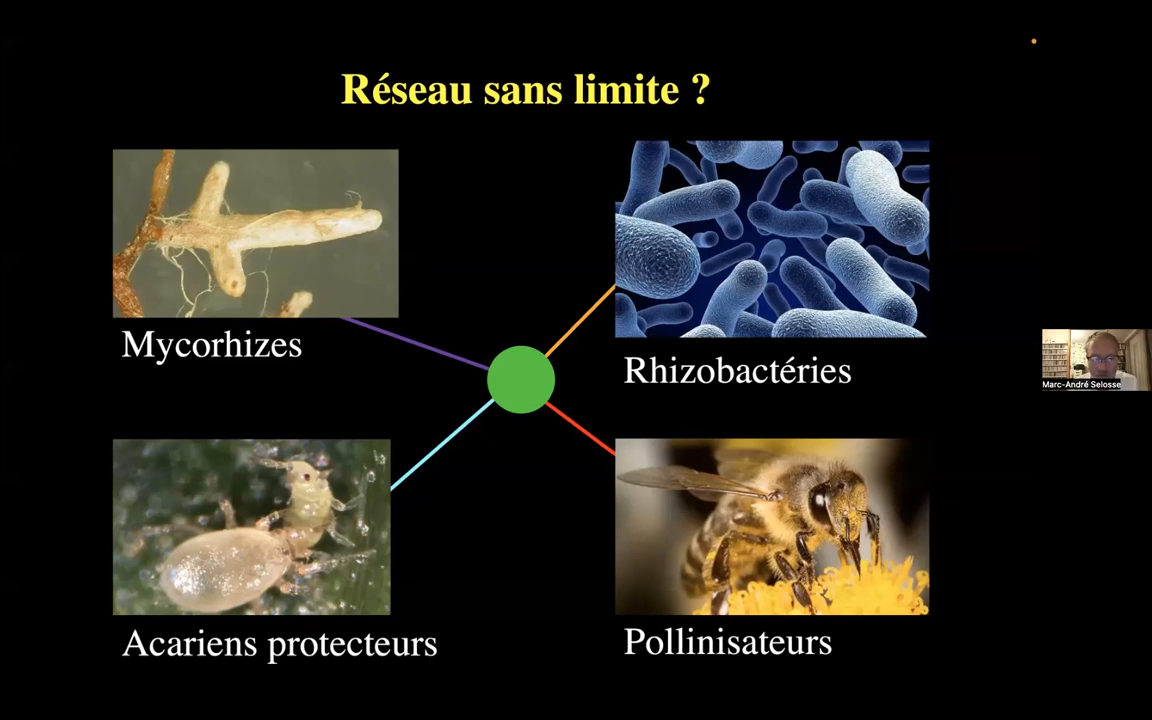 Réseau sans limite ?
Mycorhizes
Rhizobactéries
Marc-André Selosse
Acariens protecteurs
Pollinisateurs